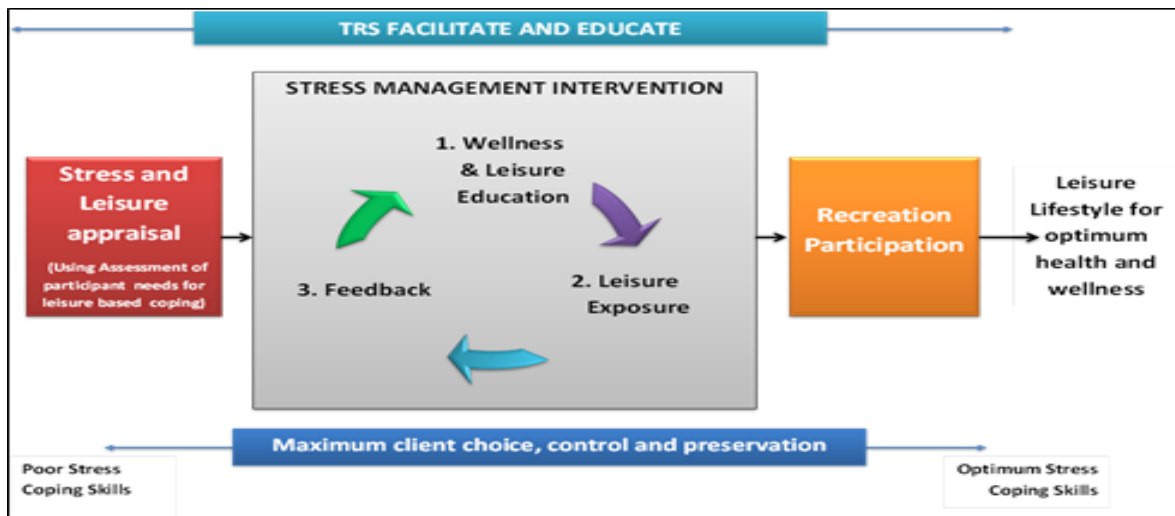 TRS FACILITATE AND EDUCATE
STRESS MANAGEMENT INTERVENTION
Stress and
Leisure
appraisal
(Using Assessment of
participant needs for
leisure based coping)
1. Wellness
& Leisure
Education
2. Leisure
Exposure
3. Feedback
Recreation
Participation
Leisure
Lifestyle for
optimum
health and
wellness
Maximum client choice, control and preservation
Poor Stress
Coping Skills
Optimum Stress
Coping Skills